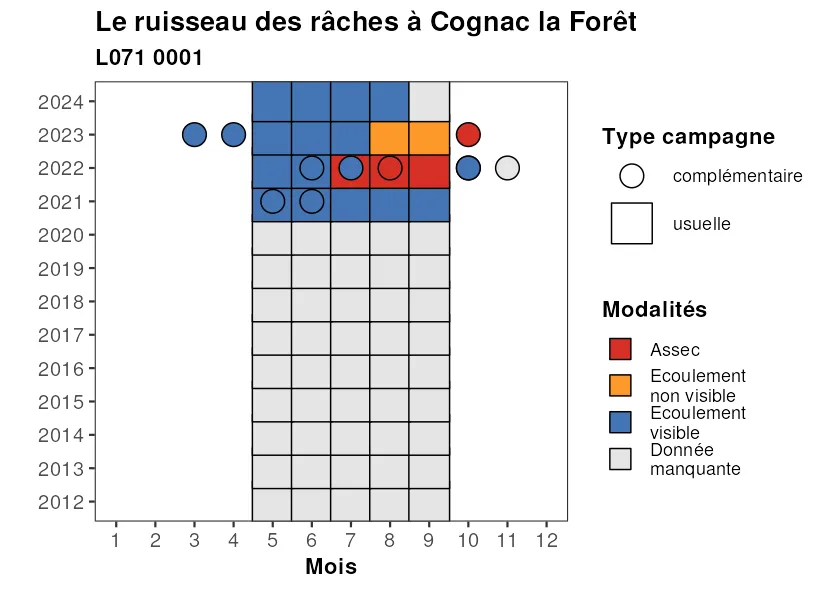 Le ruisseau des râches à Cognac la Forêt
L071 0001
2024
2023
2022
2021
2020
2019
2018
2017
2016
2015
2014
2013
2012
1 2 3 4 5 6 7 8 9 10 11 12
Mois
Type campagne
complémentaire
usuelle
Modalités
Assec
Ecoulement
non visible
Ecoulement
visible
Donnée
manquante